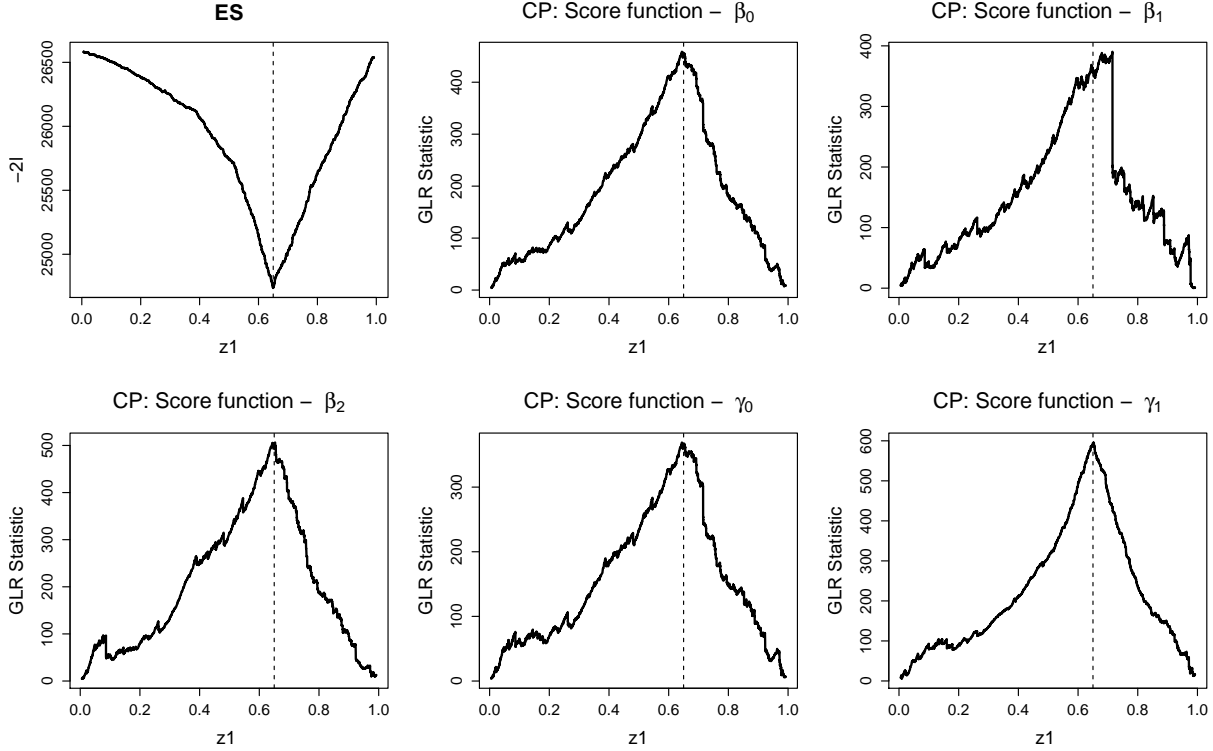 ES
−2l
25000 25500 26000 26500
0.0 0.2 0.4 0.6 0.8 1.0
z1
CP: Score function − β0
GLR Statistic
0 100 200 300 400
0.0 0.2 0.4 0.6 0.8 1.0
z1
CP: Score function − β1
GLR Statistic
0 100 200 300 400
0.0 0.2 0.4 0.6 0.8 1.0
z1
CP: Score function − β2
GLR Statistic
0 100 200 300 400 500
0.0 0.2 0.4 0.6 0.8 1.0
z1
CP: Score function − γ0
GLR Statistic
0 100 200 300
0.0 0.2 0.4 0.6 0.8 1.0
z1
CP: Score function − γ1
GLR Statistic
0 100 200 300 400 500 600
0.0 0.2 0.4 0.6 0.8 1.0
z1